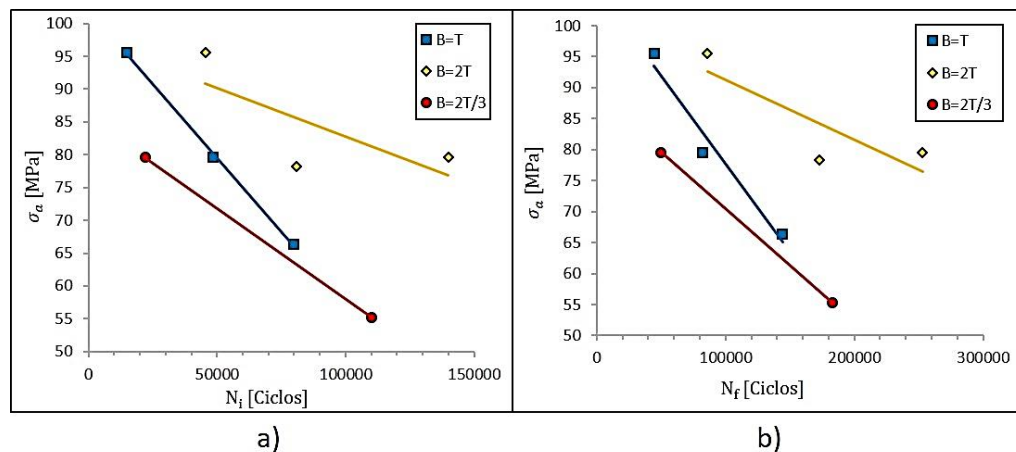 100
95
90
85
80
75
70
65
60
55
50
σa [MPa]
0
50000
100000
150000
Ni [Ciclos]
B=T
B=2T
B=2T/3
a)
100
95
90
85
80
75
70
65
60
55
50
σa [MPa]
0
100000
200000
300000
Nf [Ciclos]
B=T
B=2T
B=2T/3
b)